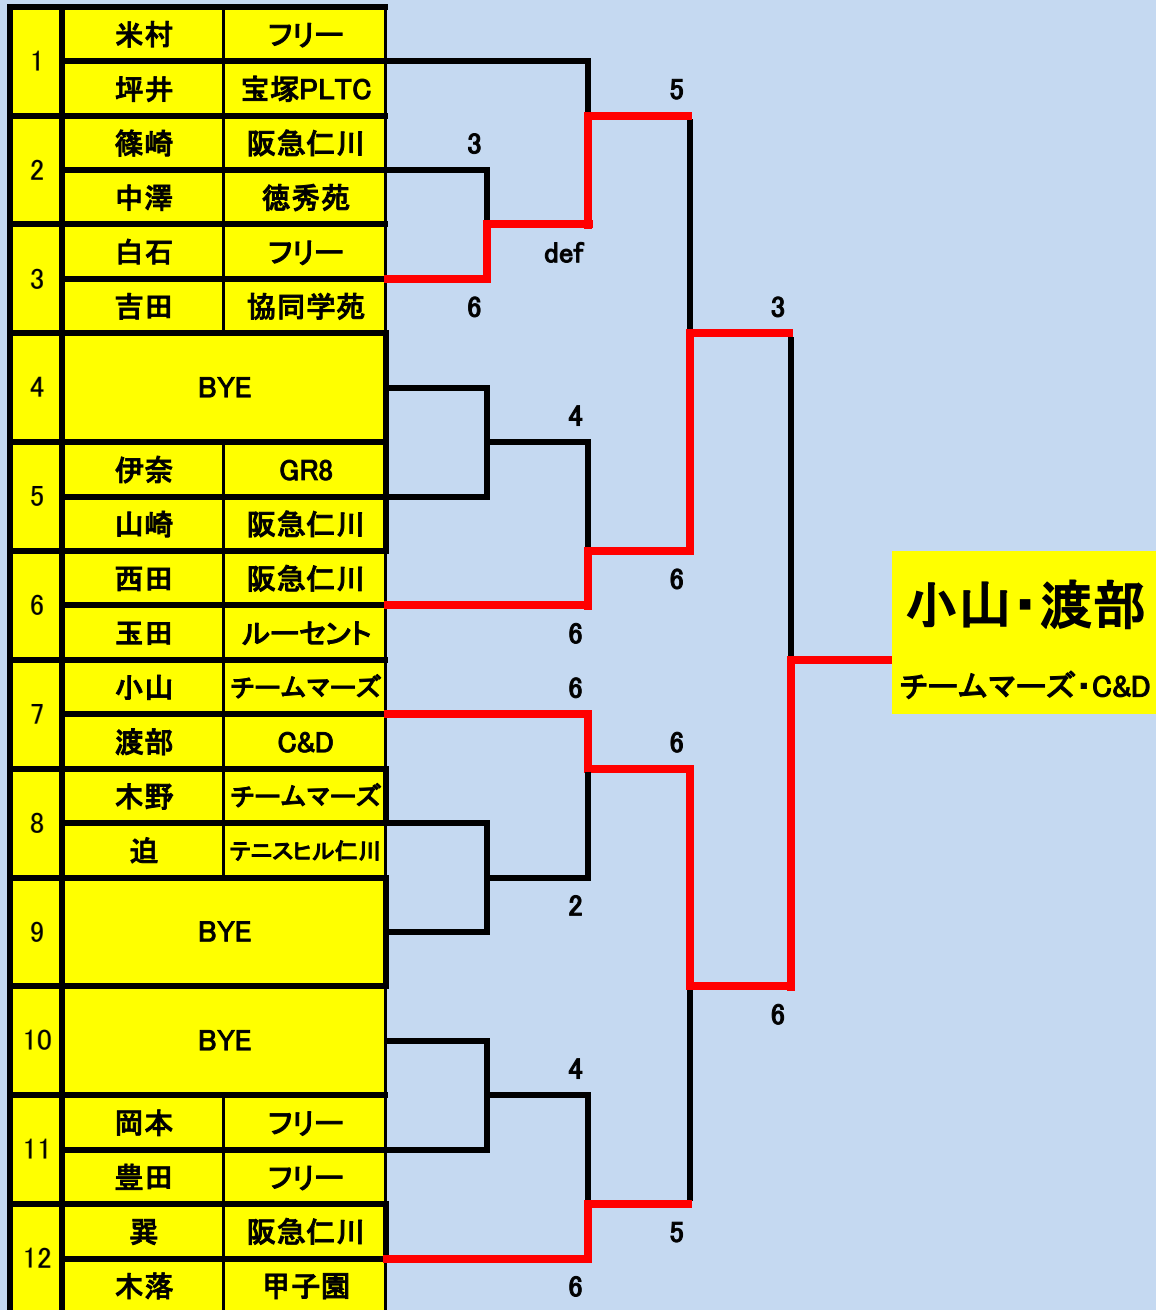 1
米村 フリー
坪井 宝塚PLTC
5
2
篠崎 阪急仁川
3
中澤 徳秀苑
def
3
白石 フリー
吉田 協同学苑
6
3
4
BYE
4
5
伊奈 GR8
山崎 阪急仁川
6
西田 阪急仁川
6
玉田 ルーセント
6
小山・渡部
チームマーズ・C&D
7
小山 チームマーズ
6
渡部 C&D
6
8
木野 チームマーズ
迫 テニスヒル仁川
2
9
BYE
6
10
BYE
4
11
岡本 フリー
豊田 フリー
12
巽 阪急仁川
5
木落 甲子園
6